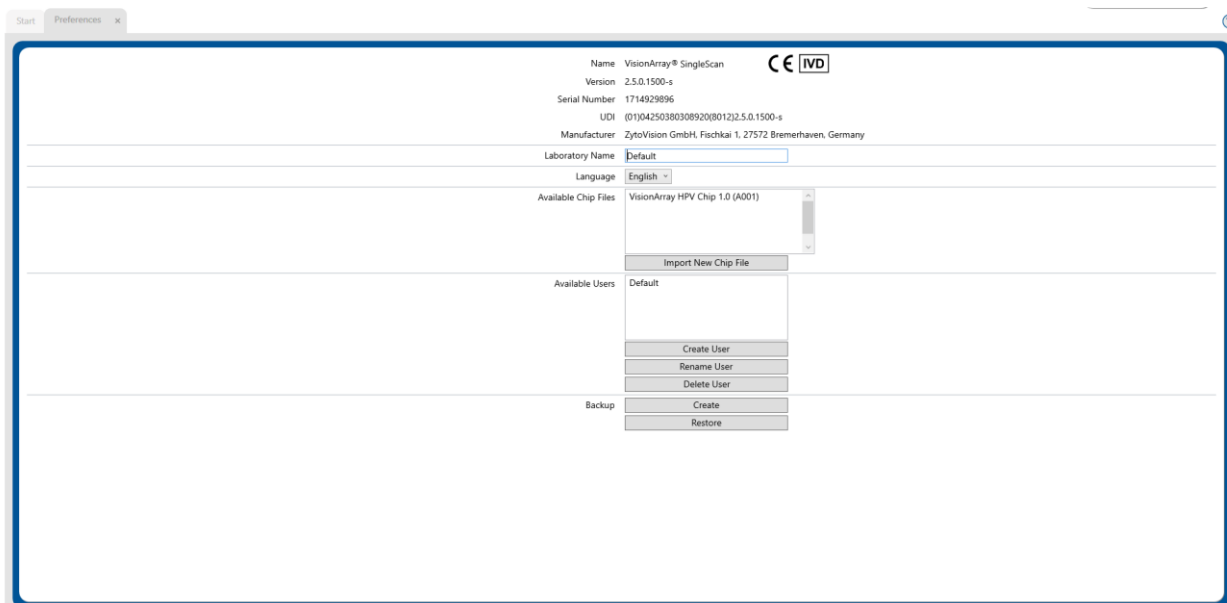 Start Preferences x
Name VisionArray® SingleScan CE IVD
Version 2.5.0.1500-s
Serial Number 1714929896
UDI (01)04250380308920(8012)2.5.0.1500-s
Manufacturer ZytoVision GmbH, Fischkai 1, 27572 Bremerhaven, Germany
Laboratory Name Default
Language English
Available Chip Files VisionArray HPV Chip 1.0 (A001)
Import New Chip File
Available Users Default
Create User
Rename User
Delete User
Backup Create
Restore